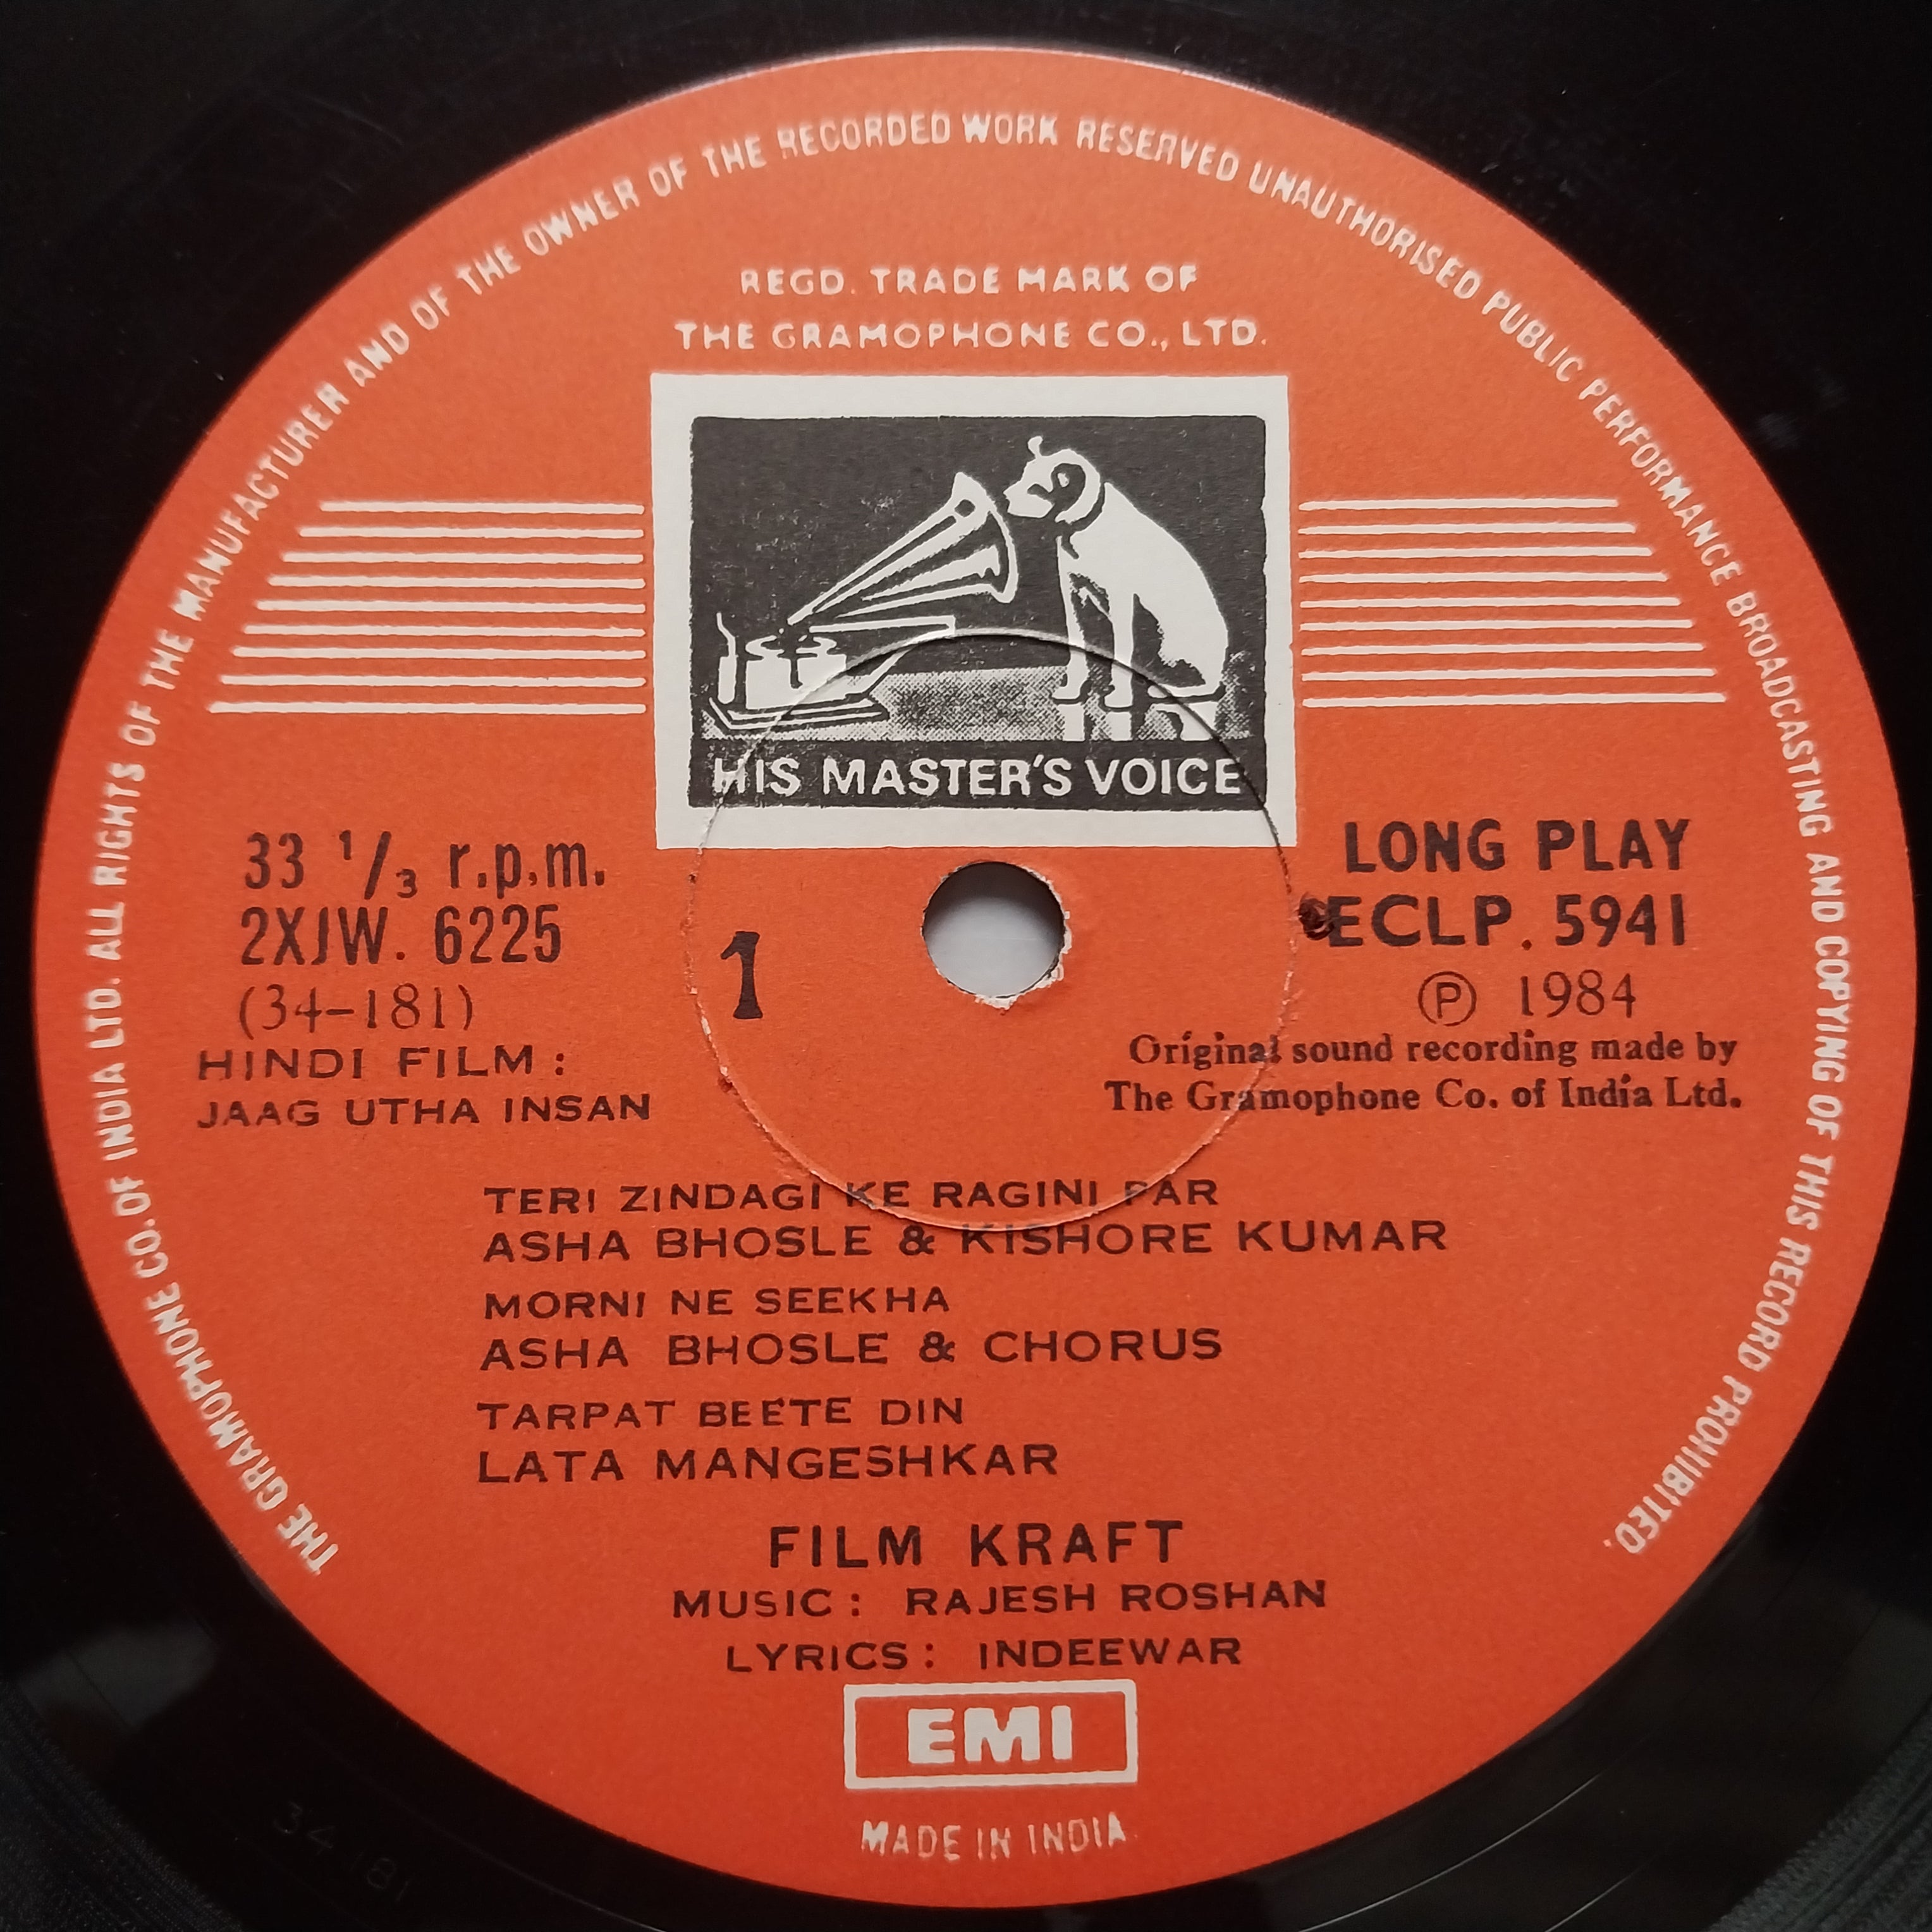 THE GRAMOPHONE CO. OF INDIA LTD. ALL RIGHTS OF THE MANUFACTURER AND OF THE OWNER OF THE RECORDED WORK RESERVED UNAUTHORISED PUBLIC PERFORMANCE BROADCASTING AND COPYING OF THIS RECORD PROHIBITED.
REGD. TRADE MARK OF
THE GRAMOPHONE CO., LTD.
HIS MASTER'S VOICE
33 1/3 r.p.m.
2XJW. 6225
(34-181)
HINDI FILM :
JAAG UTHA INSAN
1
LONG PLAY
ECLP. 5941
Ⓟ 1984
Original sound recording made by
The Gramophone Co. of India Ltd.
TERI ZINDAGI KE RAGINI PAR
ASHA BHOSLE & KISHORE KUMAR
MORNI NE SEEKHA
ASHA BHOSLE & CHORUS
TARPAT BEETE DIN
LATA MANGESHKAR
FILM KRAFT
MUSIC : RAJESH ROSHAN
LYRICS : INDEEWAR
EMI
MADE IN INDIA
34 181